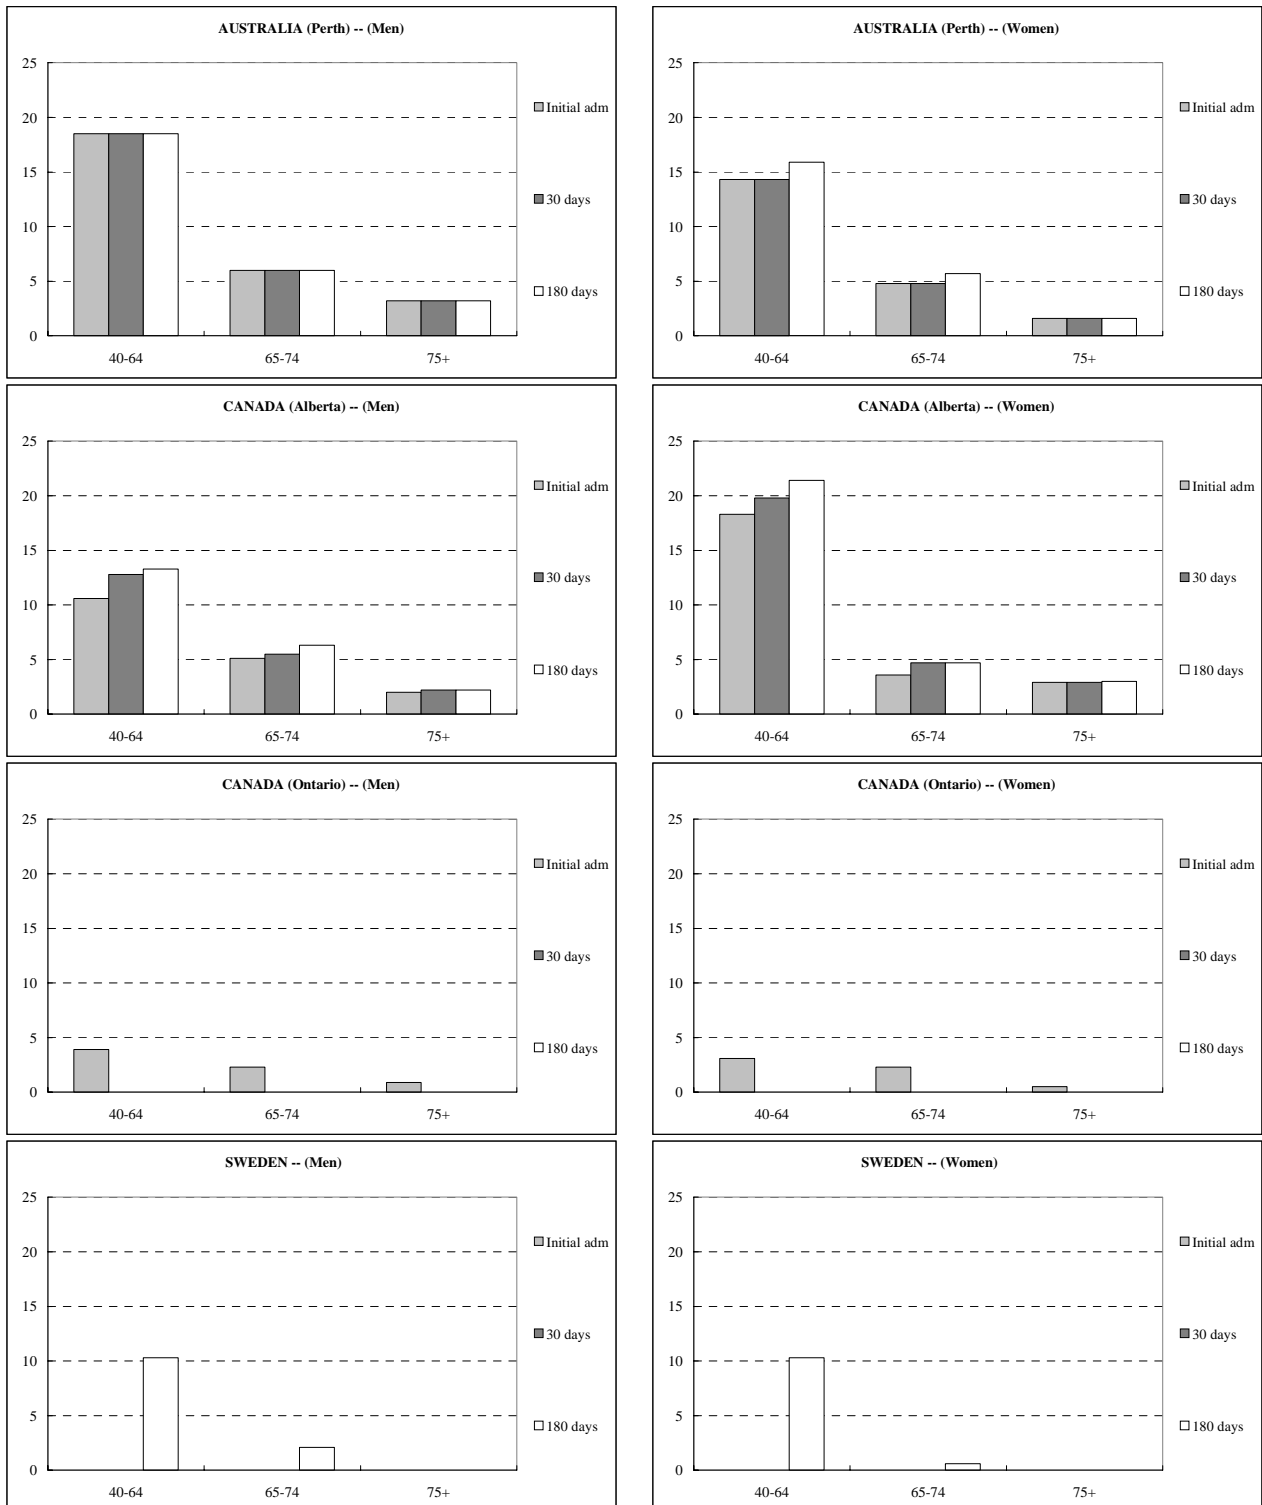 AUSTRALIA (Perth) -- (Men)
25
20
15
10
5
0
40-64
65-74
75+
Initial adm
30 days
180 days
AUSTRALIA (Perth) -- (Women)
25
20
15
10
5
0
40-64
65-74
75+
Initial adm
30 days
180 days
CANADA (Alberta) -- (Men)
25
20
15
10
5
0
40-64
65-74
75+
Initial adm
30 days
180 days
CANADA (Alberta) -- (Women)
25
20
15
10
5
0
40-64
65-74
75+
Initial adm
30 days
180 days
CANADA (Ontario) -- (Men)
25
20
15
10
5
0
40-64
65-74
75+
Initial adm
30 days
180 days
CANADA (Ontario) -- (Women)
25
20
15
10
5
0
40-64
65-74
75+
Initial adm
30 days
180 days
SWEDEN -- (Men)
25
20
15
10
5
0
40-64
65-74
75+
Initial adm
30 days
180 days
SWEDEN -- (Women)
25
20
15
10
5
0
40-64
65-74
75+
Initial adm
30 days
180 days